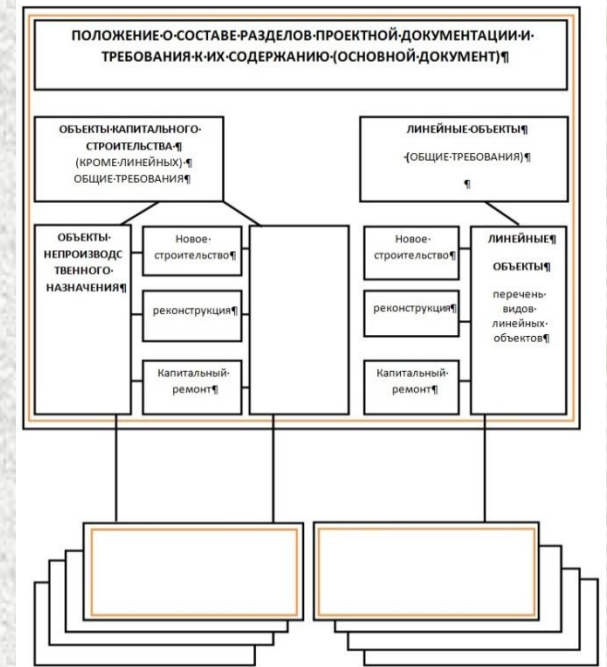 ПОЛОЖЕНИЕ·О·СОСТАВЕ·РАЗДЕЛОВ·ПРОЕКТНОЙ·ДОКУМЕНТАЦИИ·И·
ТРЕБОВАНИЯ·К·ИХ·СОДЕРЖАНИЮ·(ОСНОВНОЙ·ДОКУМЕНТ)¶
ОБЪЕКТЫ·КАПИТАЛЬНОГО·
СТРОИТЕЛЬСТВА·¶
(КРОМЕ·ЛИНЕЙНЫХ)·¶
ОБЩИЕ·ТРЕБОВАНИЯ¶
ЛИНЕЙНЫЕ·ОБЪЕКТЫ¶
·(ОБЩИЕ·ТРЕБОВАНИЯ)¶
¶
ОБЪЕКТЫ·
НЕПРОИЗВОДС
ТВЕННОГО·
НАЗНАЧЕНИЯ¶
Новое·
строительство¶
реконструкция¶
Капитальный·
ремонт¶
Новое·
строительство¶
реконструкция¶
Капитальный·
ремонт¶
ЛИНЕЙНЫЕ¶
ОБЪЕКТЫ¶
перечень·
видов·
линейных·
объектов¶